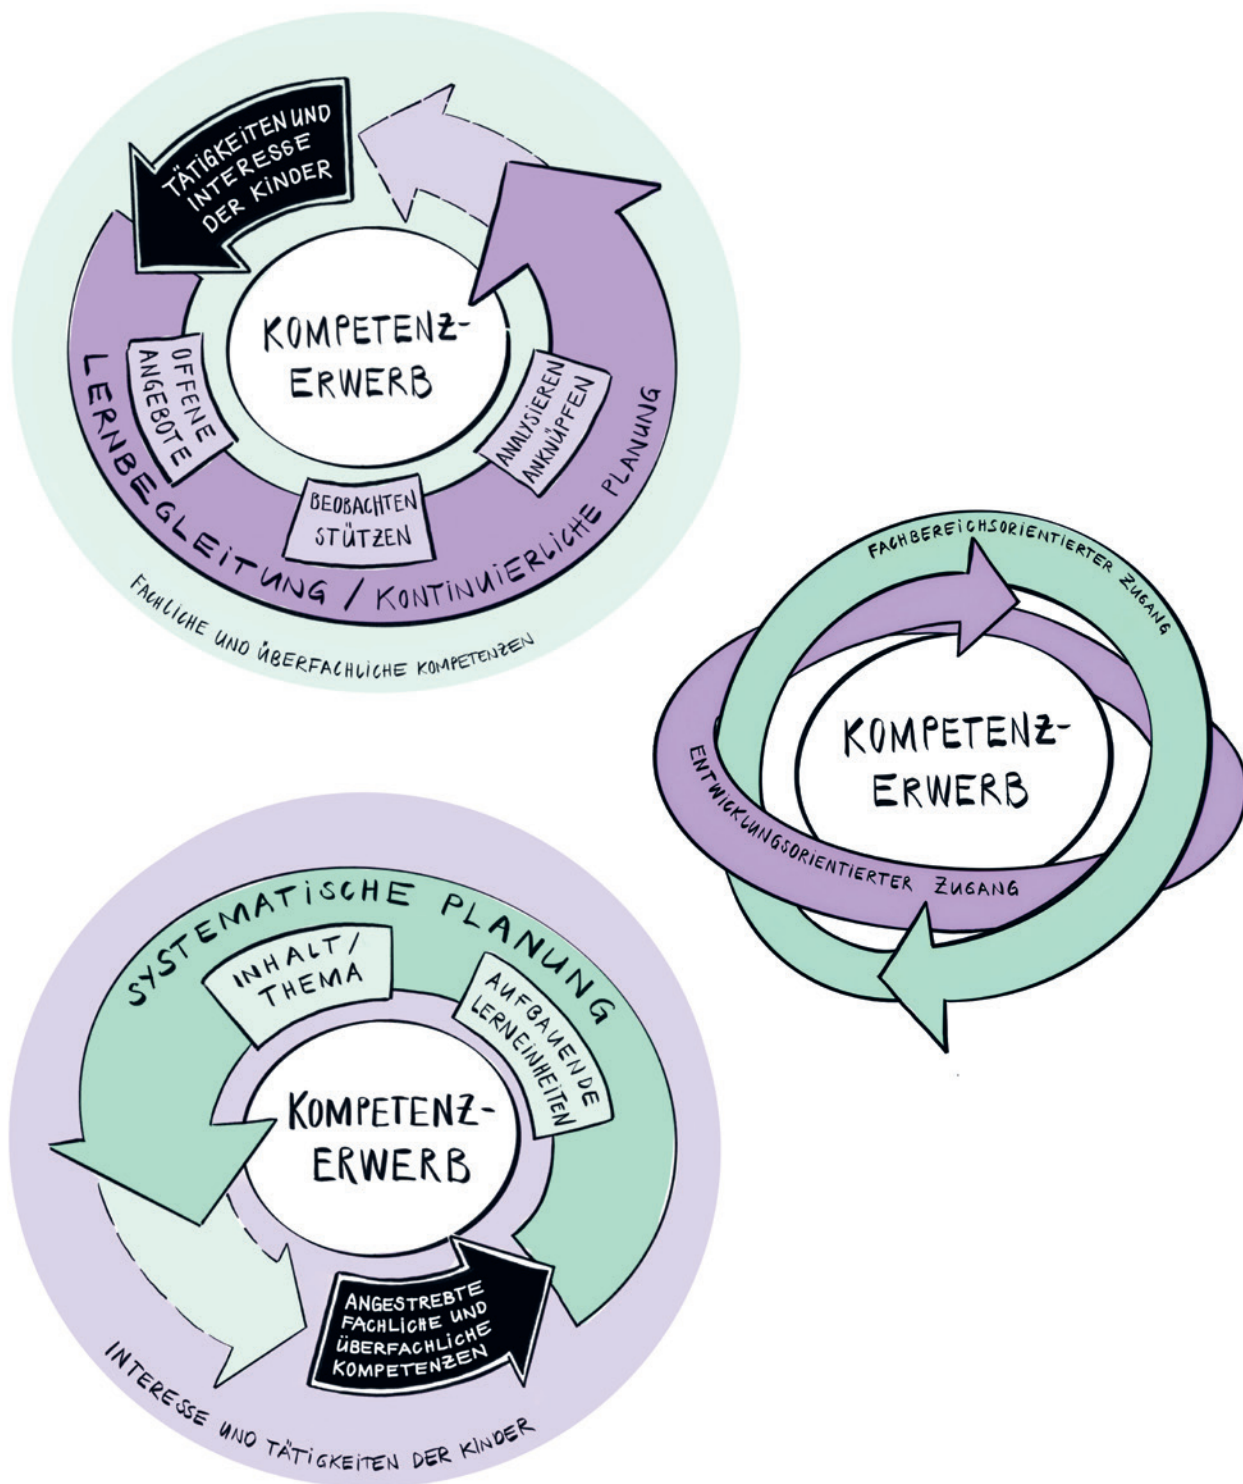 TÄTIGKEITEN UND
INTERESSE
DER KINDER
KOMPETENZ-
ERWERB
OFFENE
ANGEBOTE
BEOBACHTEN
STÜTZEN
ANALYSIEREN
ANKNÜPFEN
LERNBEGLEITUNG / KONTINUIERLICHE PLANUNG
FACHLICHE UND ÜBERFACHLICHE KOMPETENZEN
FACHBEREICHSORIENTIERTER ZUGANG
KOMPETENZ-
ERWERB
ENTWICKLUNGSORIENTIERTER ZUGANG
SYSTEMATISCHE PLANUNG
INHALT/
THEMA
AUFBAUENDE
LERNEINHEITEN
KOMPETENZ-
ERWERB
ANGESTREBTE
FACHLICHE UND
ÜBERFACHLICHE
KOMPETENZEN
INTERESSE UND TÄTIGKEITEN DER KINDER